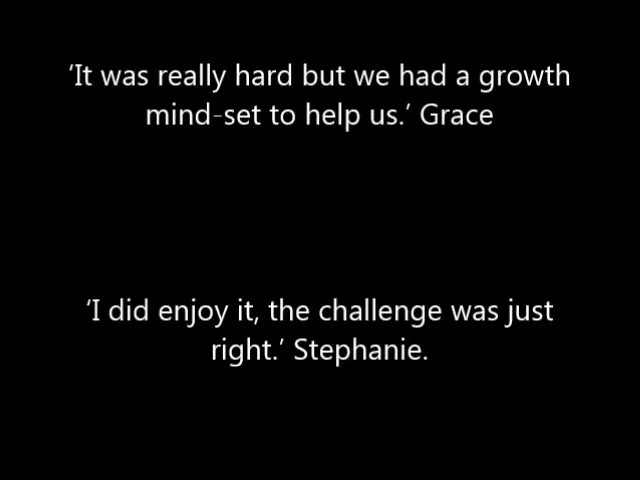 ‘It was really hard but we had a growth
mind-set to help us.’ Grace
‘I did enjoy it, the challenge was just
right.’ Stephanie.